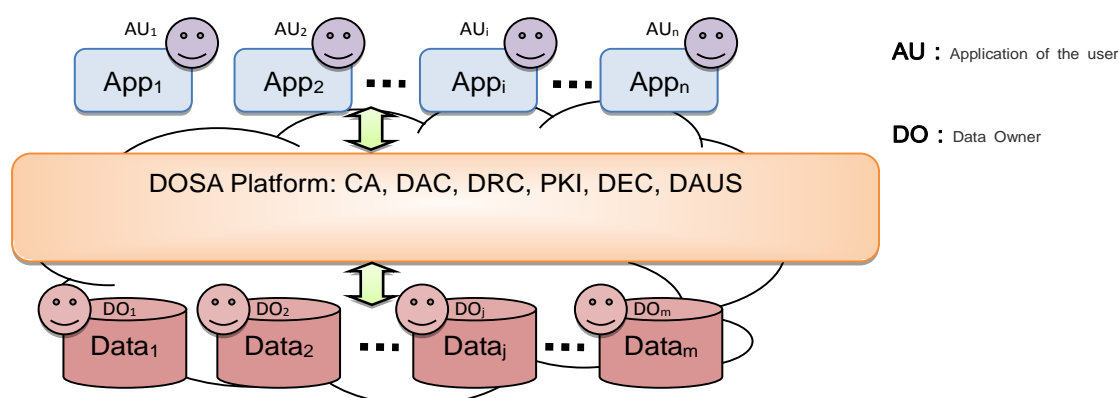 AU₁ AU₂ AUᵢ AUₙ
App₁ App₂ Appᵢ Appₙ
AU : Application of the user
DO : Data Owner
DOSA Platform: CA, DAC, DRC, PKI, DEC, DAUS
DO₁ DO₂ DOⱼ DOₘ
Data₁ Data₂ Dataⱼ Dataₘ